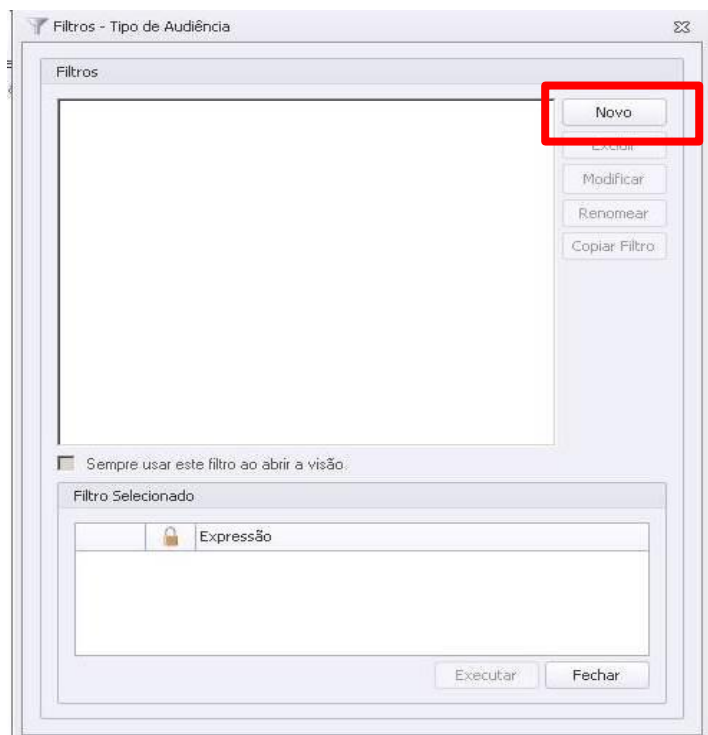 Filtros - Tipo de Audiência
Filtros
Novo
Excluir
Modificar
Renomear
Copiar Filtro
Sempre usar este filtro ao abrir a visão.
Filtro Selecionado
Expressão
Executar
Fechar